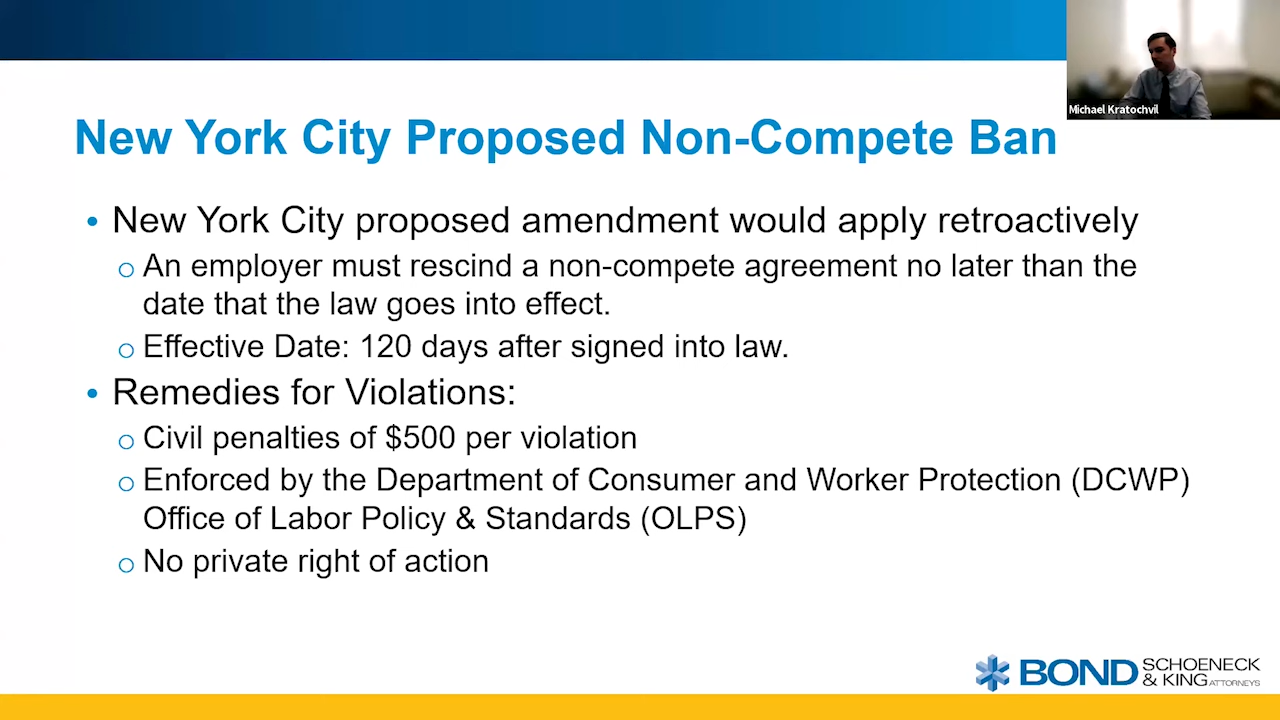 Michael Kratochvil
New York City Proposed Non-Compete Ban
• New York City proposed amendment would apply retroactively
o An employer must rescind a non-compete agreement no later than the
date that the law goes into effect.
o Effective Date: 120 days after signed into law.
• Remedies for Violations:
o Civil penalties of $500 per violation
o Enforced by the Department of Consumer and Worker Protection (DCWP)
Office of Labor Policy & Standards (OLPS)
o No private right of action
BOND SCHOENECK
& KING ATTORNEYS